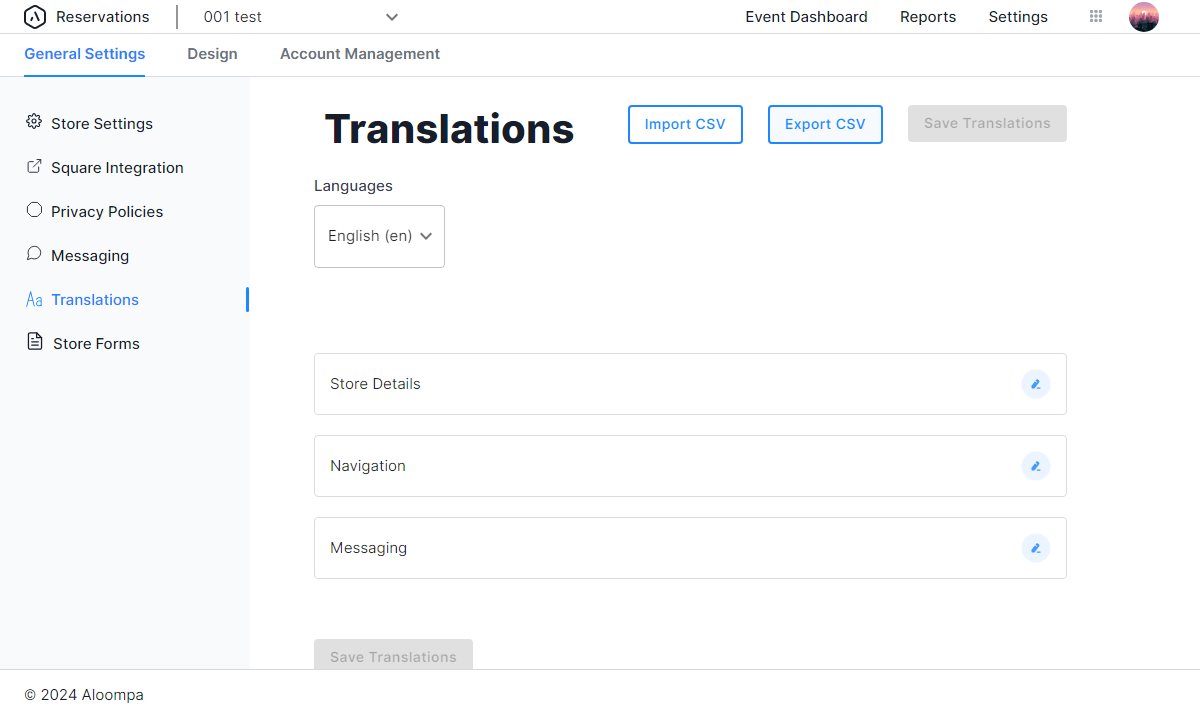 Reservations 001 test Event Dashboard Reports Settings
General Settings Design Account Management
Store Settings
Square Integration
Privacy Policies
Messaging
Aa Translations
Store Forms
Translations Import CSV Export CSV Save Translations
Languages
English (en)
Store Details
Navigation
Messaging
Save Translations
© 2024 Aloompa